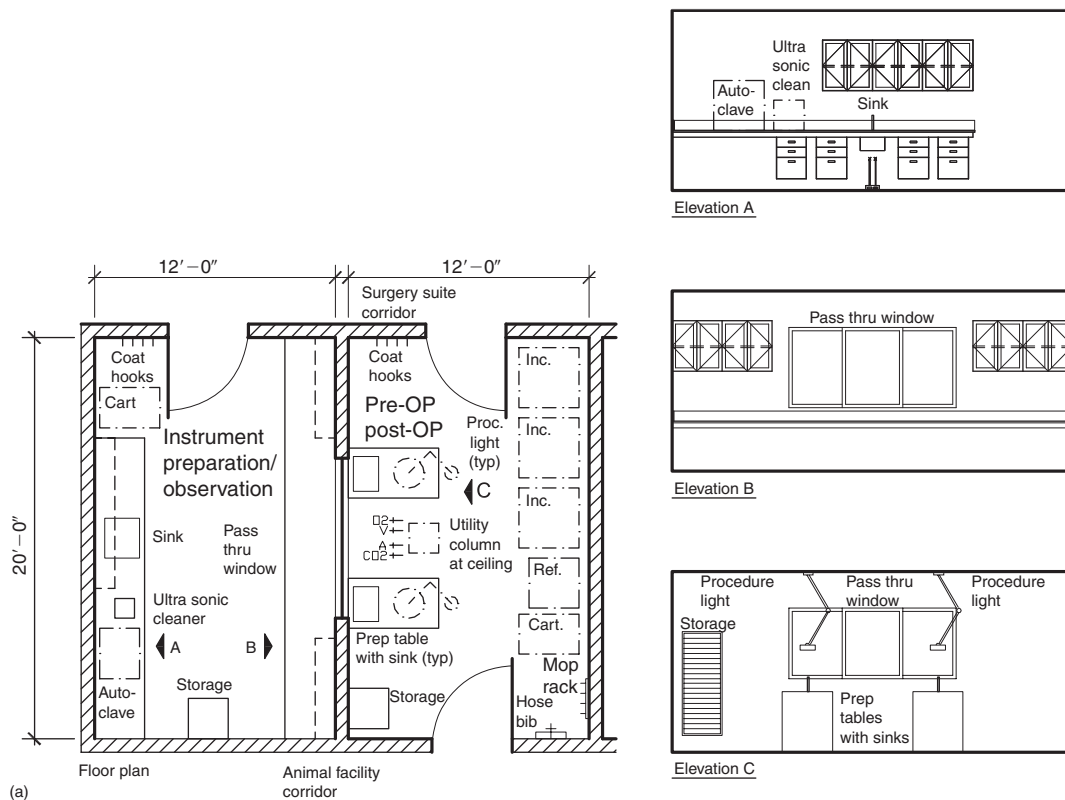 Ultra
sonic
clean
Auto-
clave
Sink
Elevation A
12′–0″
12′–0″
Surgery suite
corridor
Coat
hooks
Cart
Instrument
preparation/
observation
Sink
Pass
thru
window
Ultra sonic
cleaner
A
B
Auto-
clave
Storage
20′–0″
Coat
hooks
Pre-OP
post-OP
Proc.
light
(typ)
C
O2
V
A
CO2
Utility
column
at ceiling
Inc.
Inc.
Inc.
Ref.
Cart.
Prep table
with sink (typ)
Mop
rack
Storage
Hose
bib
Floor plan
Animal facility
corridor
(a)
Pass thru window
Elevation B
Procedure
light
Pass thru
window
Procedure
light
Storage
Prep
tables
with sinks
Elevation C